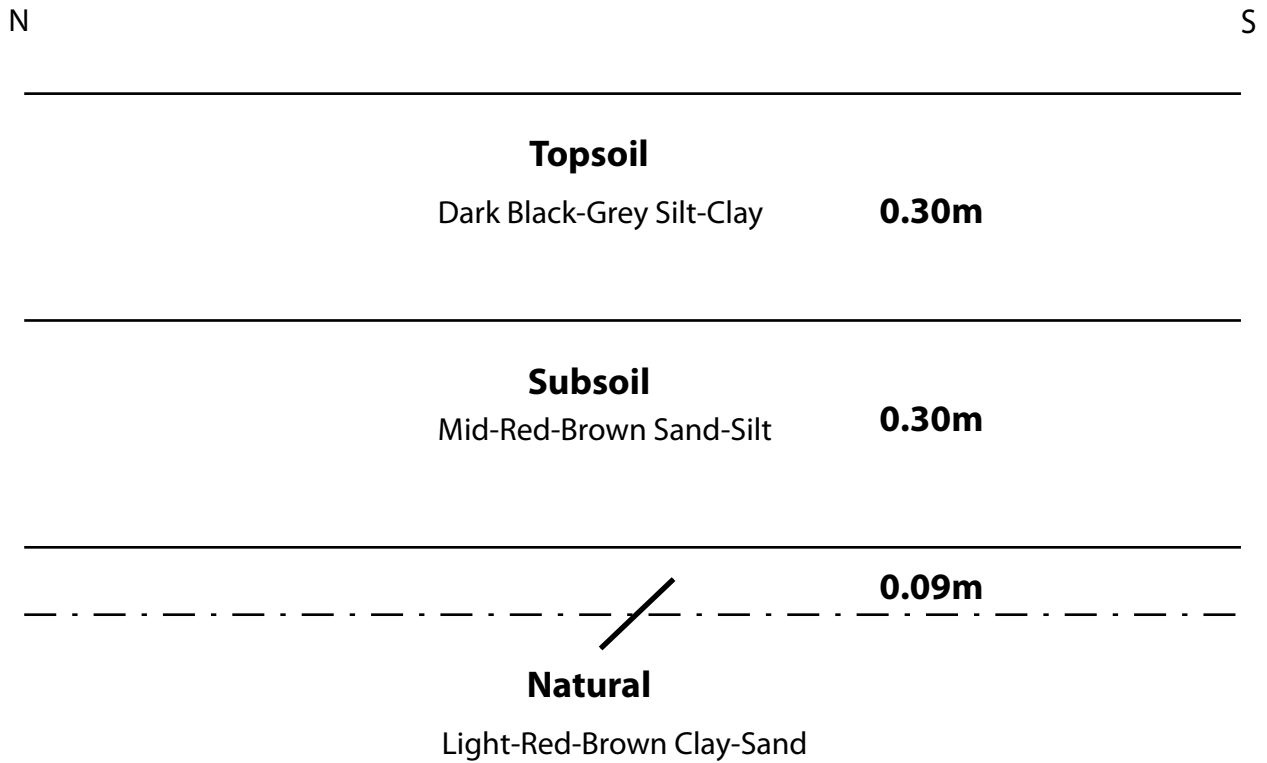 N
S
Topsoil
Dark Black-Grey Silt-Clay
0.30m
Subsoil
Mid-Red-Brown Sand-Silt
0.30m
0.09m
Natural
Light-Red-Brown Clay-Sand